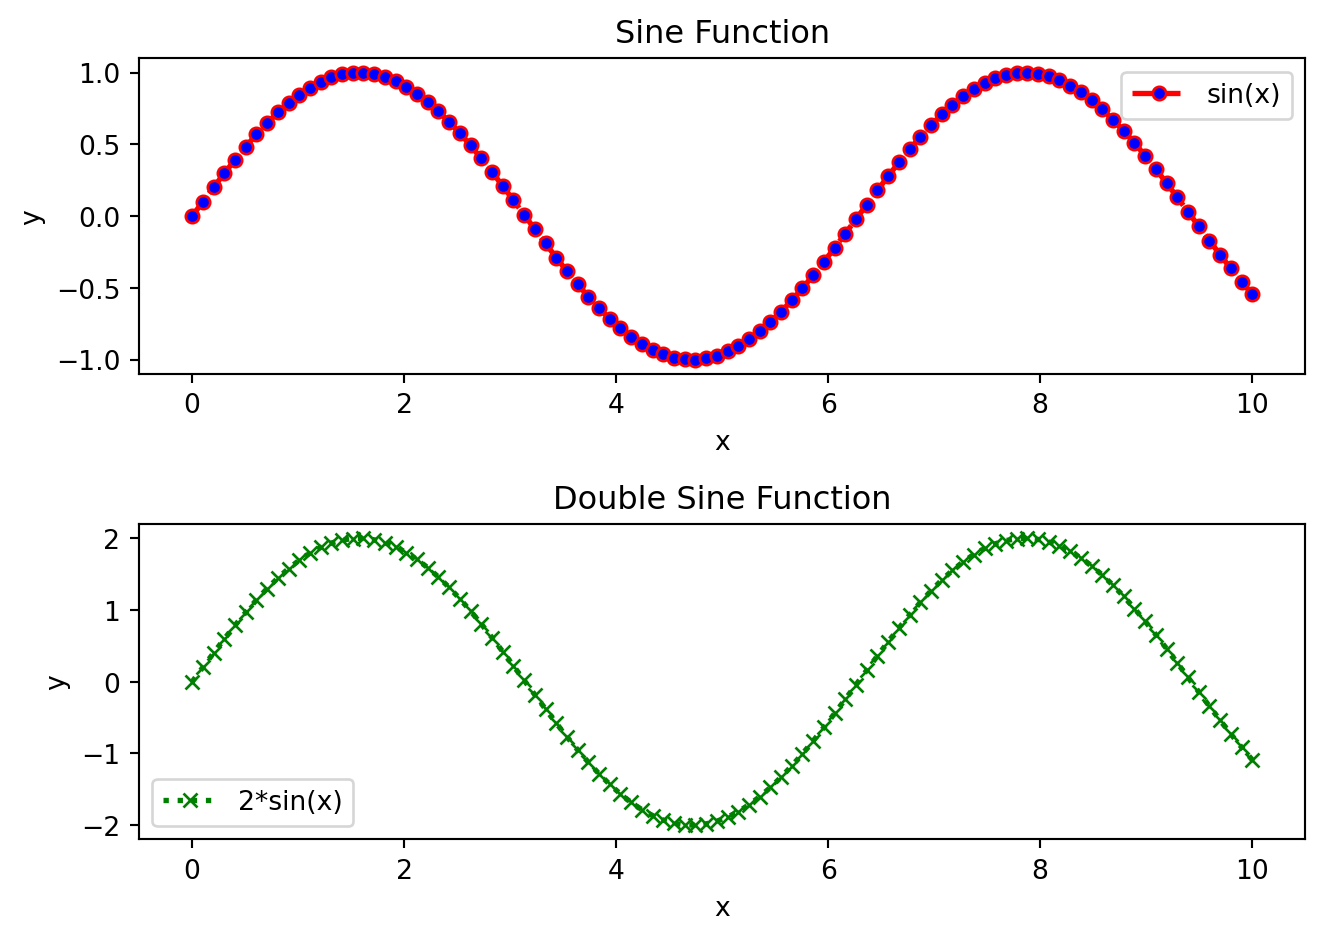 Sine Function
1.0
sin(x)
0.5
y
0.0
−0.5
−1.0
0 2 4 6 8 10
x
Double Sine Function
2
1
y
0
−1
2*sin(x)
−2
0 2 4 6 8 10
x